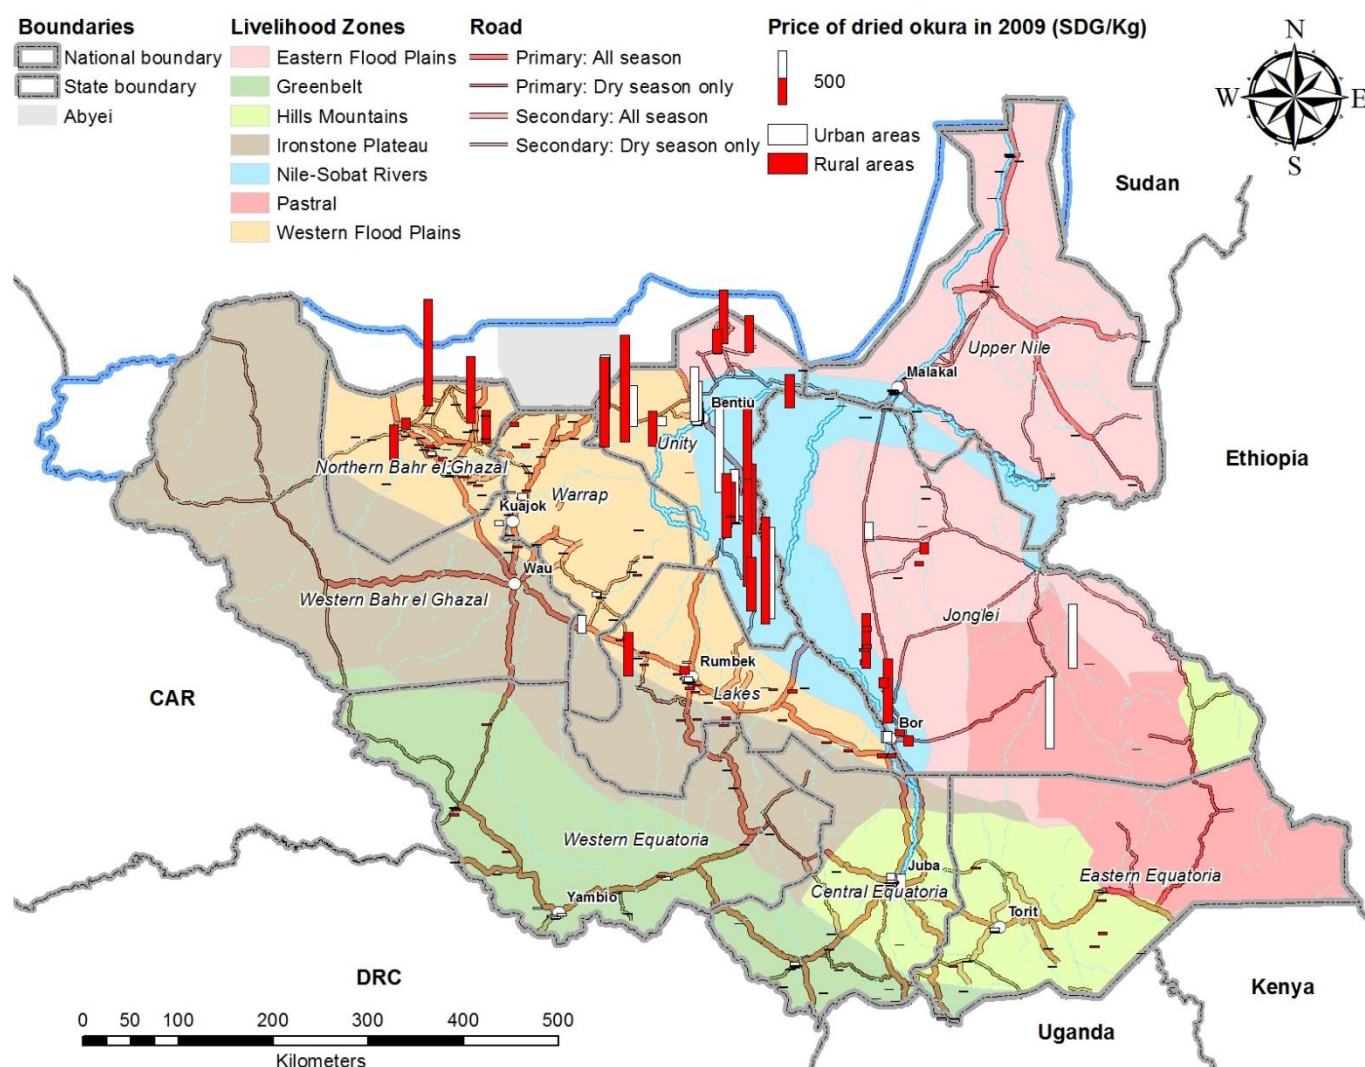 Boundaries
National boundary
State boundary
Abyei
Livelihood Zones
Eastern Flood Plains
Greenbelt
Hills Mountains
Ironstone Plateau
Nile-Sobat Rivers
Pastral
Western Flood Plains
Road
Primary: All season
Primary: Dry season only
Secondary: All season
Secondary: Dry season only
Price of dried okura in 2009 (SDG/Kg)
500
Urban areas
Rural areas
N
W E
S
Sudan
Upper Nile
Malakal
Bentiu
Unity
Ethiopia
Northern Bahr el Ghazal
Warrap
Kuajok
Wau
Western Bahr el Ghazal
Jonglei
Rumbek
Lakes
CAR
Bor
Western Equatoria
Juba
Central Equatoria
Eastern Equatoria
Yambio
Torit
DRC
Kenya
Uganda
0 50 100 200 300 400 500
Kilometers